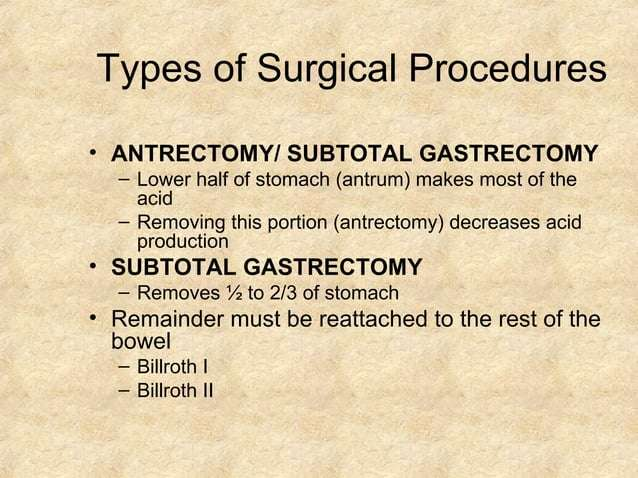 Types of Surgical Procedures
• ANTRECTOMY/ SUBTOTAL GASTRECTOMY
– Lower half of stomach (antrum) makes most of the
acid
– Removing this portion (antrectomy) decreases acid
production
• SUBTOTAL GASTRECTOMY
– Removes ½ to 2/3 of stomach
• Remainder must be reattached to the rest of the
bowel
– Billroth I
– Billroth II